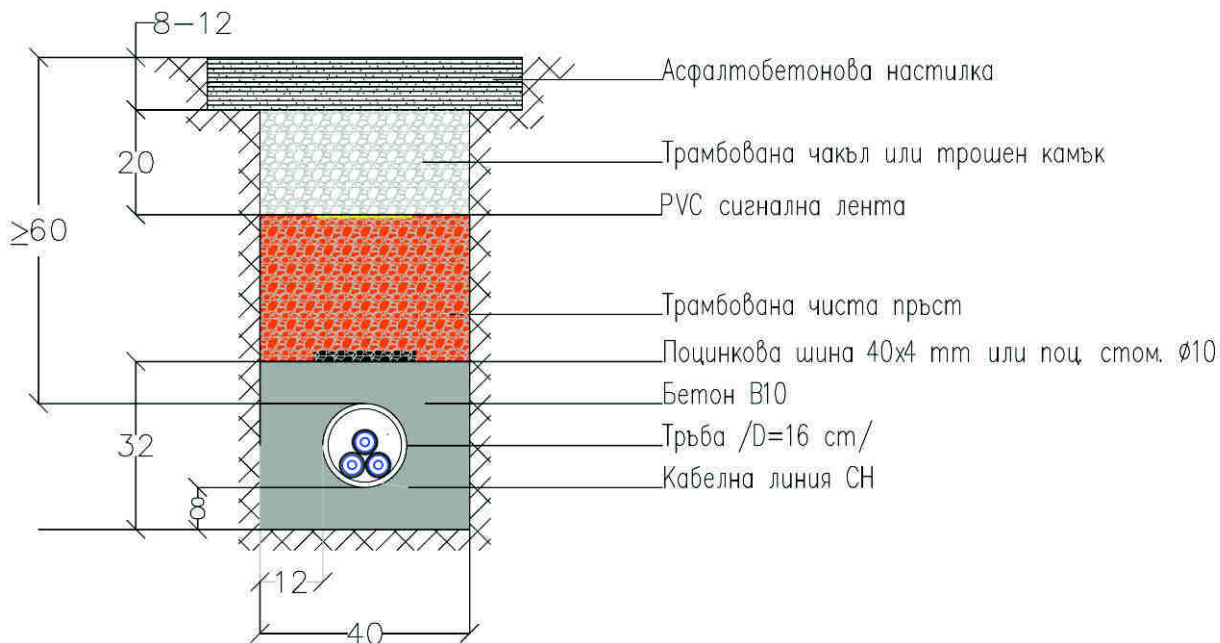 8-12
Асфалтобетонова настилка
20
Трамбована чакъл или трошен камък
PVC сигнална лента
≥60
Трамбована чиста пръст
Поцинкова шина 40x4 mm или поц. стом. ø10
Бетон B10
32
Тръба /D=16 cm/
Кабелна линия СН
8
12
40